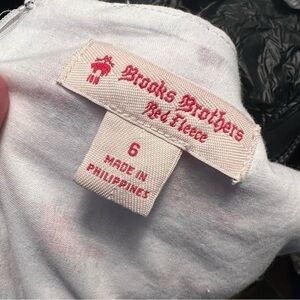 Brooks Brothers
Red Fleece
6
MADE IN
PHILIPPINES